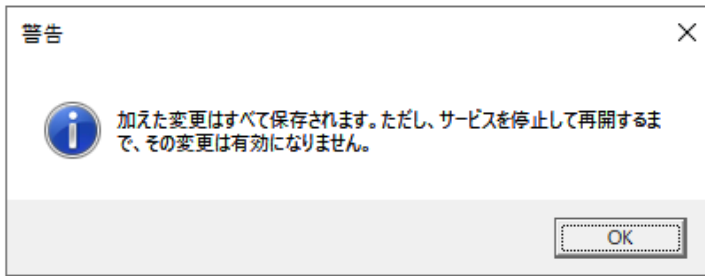 警告
加えた変更はすべて保存されます。ただし、サービスを停止して再開するま
で、その変更は有効になりません。
OK